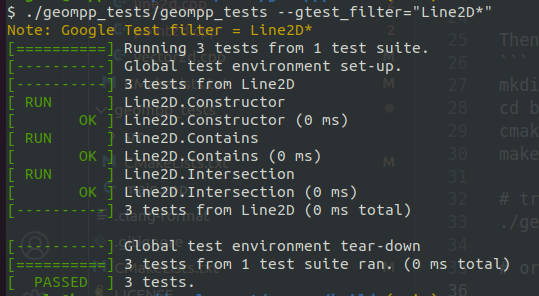 $ ./geompp_tests/geompp_tests --gtest_filter="Line2D*"
Note: Google Test filter = Line2D*
[==========] Running 3 tests from 1 test suite.
[----------] Global test environment set-up.
[----------] 3 tests from Line2D
[ RUN      ] Line2D.Constructor
[       OK ] Line2D.Constructor (0 ms)
[ RUN      ] Line2D.Contains
[       OK ] Line2D.Contains (0 ms)
[ RUN      ] Line2D.Intersection
[       OK ] Line2D.Intersection (0 ms)
[----------] 3 tests from Line2D (0 ms total)
[----------] Global test environment tear-down
[==========] 3 tests from 1 test suite ran. (0 ms total)
[  PASSED  ] 3 tests.
25 Then
26 ```
27 mkdi
28 cd b
29 cmak
30 make
31
32 # tr
33 ./ge
34
35 # or
36
.clang-format
LICENSE